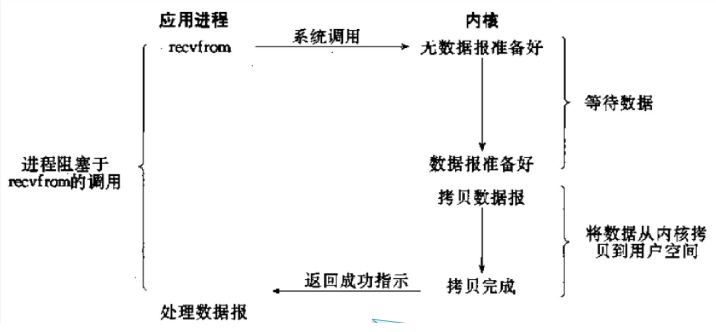 应用进程
内核
recvfrom
系统调用
无数据报准备好
等待数据
进程阻塞于
recvfrom的调用
数据报准备好
拷贝数据报
将数据从内核拷
贝到用户空间
返回成功指示
拷贝完成
处理数据报